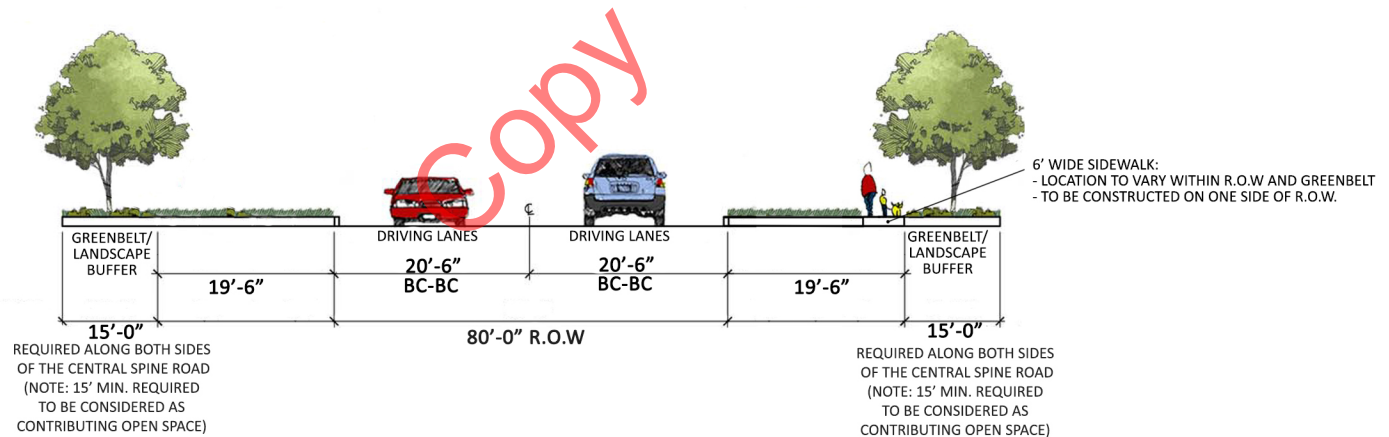 Copy
6' WIDE SIDEWALK:
- LOCATION TO VARY WITHIN R.O.W AND GREENBELT
- TO BE CONSTRUCTED ON ONE SIDE OF R.O.W.
℄
GREENBELT/
LANDSCAPE
BUFFER
DRIVING LANES
DRIVING LANES
GREENBELT/
LANDSCAPE
BUFFER
19'-6"
20'-6"
BC-BC
20'-6"
BC-BC
19'-6"
15'-0"
80'-0" R.O.W
15'-0"
REQUIRED ALONG BOTH SIDES
OF THE CENTRAL SPINE ROAD
(NOTE: 15' MIN. REQUIRED
TO BE CONSIDERED AS
CONTRIBUTING OPEN SPACE)
REQUIRED ALONG BOTH SIDES
OF THE CENTRAL SPINE ROAD
(NOTE: 15' MIN. REQUIRED
TO BE CONSIDERED AS
CONTRIBUTING OPEN SPACE)